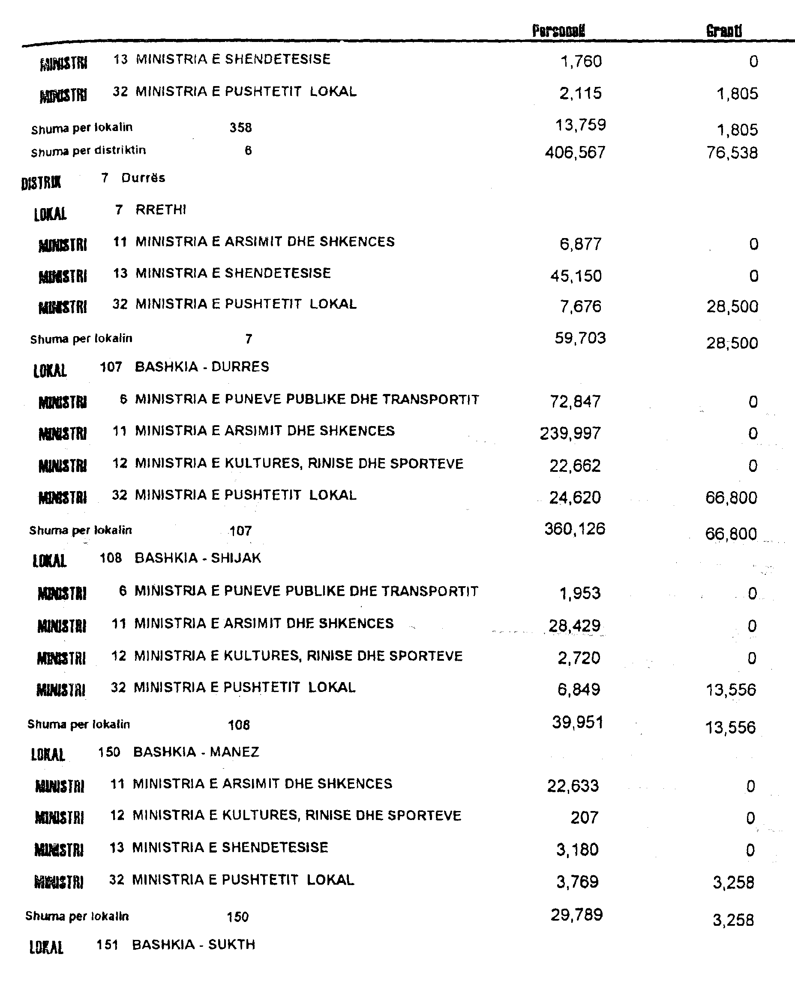 Personeli Granti
MINISTRI 13 MINISTRIA E SHENDETESISE 1,760 0
MINISTRI 32 MINISTRIA E PUSHTETIT LOKAL 2,115 1,805
Shuma per lokalin 358 13,759 1,805
Shuma per distriktin 6 406,567 76,538
DISTRIK 7 Durrës
LOKAL 7 RRETHI
MINISTRI 11 MINISTRIA E ARSIMIT DHE SHKENCES 6,877 0
MINISTRI 13 MINISTRIA E SHENDETESISE 45,150 0
MINISTRI 32 MINISTRIA E PUSHTETIT LOKAL 7,676 28,500
Shuma per lokalin 7 59,703 28,500
LOKAL 107 BASHKIA - DURRES
MINISTRI 6 MINISTRIA E PUNEVE PUBLIKE DHE TRANSPORTIT 72,847 0
MINISTRI 11 MINISTRIA E ARSIMIT DHE SHKENCES 239,997 0
MINISTRI 12 MINISTRIA E KULTURES, RINISE DHE SPORTEVE 22,662 0
MINISTRI 32 MINISTRIA E PUSHTETIT LOKAL 24,620 66,800
Shuma per lokalin 107 360,126 66,800
LOKAL 108 BASHKIA - SHIJAK
MINISTRI 6 MINISTRIA E PUNEVE PUBLIKE DHE TRANSPORTIT 1,953 0
MINISTRI 11 MINISTRIA E ARSIMIT DHE SHKENCES 28,429 0
MINISTRI 12 MINISTRIA E KULTURES, RINISE DHE SPORTEVE 2,720 0
MINISTRI 32 MINISTRIA E PUSHTETIT LOKAL 6,849 13,556
Shuma per lokalin 108 39,951 13,556
LOKAL 150 BASHKIA - MANEZ
MINISTRI 11 MINISTRIA E ARSIMIT DHE SHKENCES 22,633 0
MINISTRI 12 MINISTRIA E KULTURES, RINISE DHE SPORTEVE 207 0
MINISTRI 13 MINISTRIA E SHENDETESISE 3,180 0
MINISTRI 32 MINISTRIA E PUSHTETIT LOKAL 3,769 3,258
Shuma per lokalin 150 29,789 3,258
LOKAL 151 BASHKIA - SUKTH